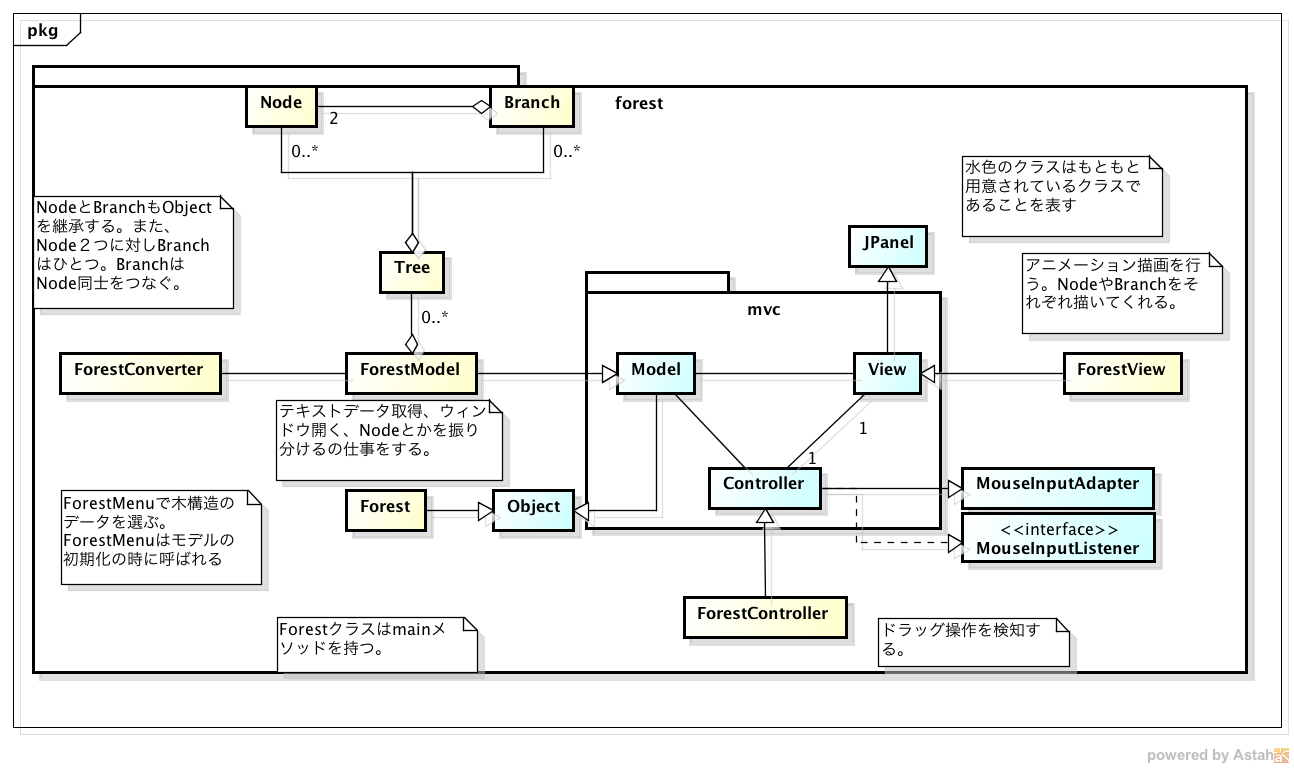 pkg
forest
Node
2
Branch
0..*
0..*
水色のクラスはもともと
用意されているクラスで
あることを表す
NodeとBranchもObject
を継承する。また、
Node２つに対しBranch
はひとつ。Branchは
Node同士をつなぐ。
Tree
JPanel
アニメーション描画を行
う。NodeやBranchをそ
れぞれ描いてくれる。
0..*
mvc
ForestConverter
ForestModel
Model
View
ForestView
テキストデータ取得、ウィン
ドウ開く、Nodeとかを振り
分けるの仕事をする。
1
1
Controller
MouseInputAdapter
ForestMenuで木構造の
データを選ぶ。
ForestMenuはモデルの
初期化の時に呼ばれる
Forest
Object
<<interface>>
MouseInputListener
ForestController
Forestクラスはmainメ
ソッドを持つ。
ドラッグ操作を検知す
る。
powered by Astah